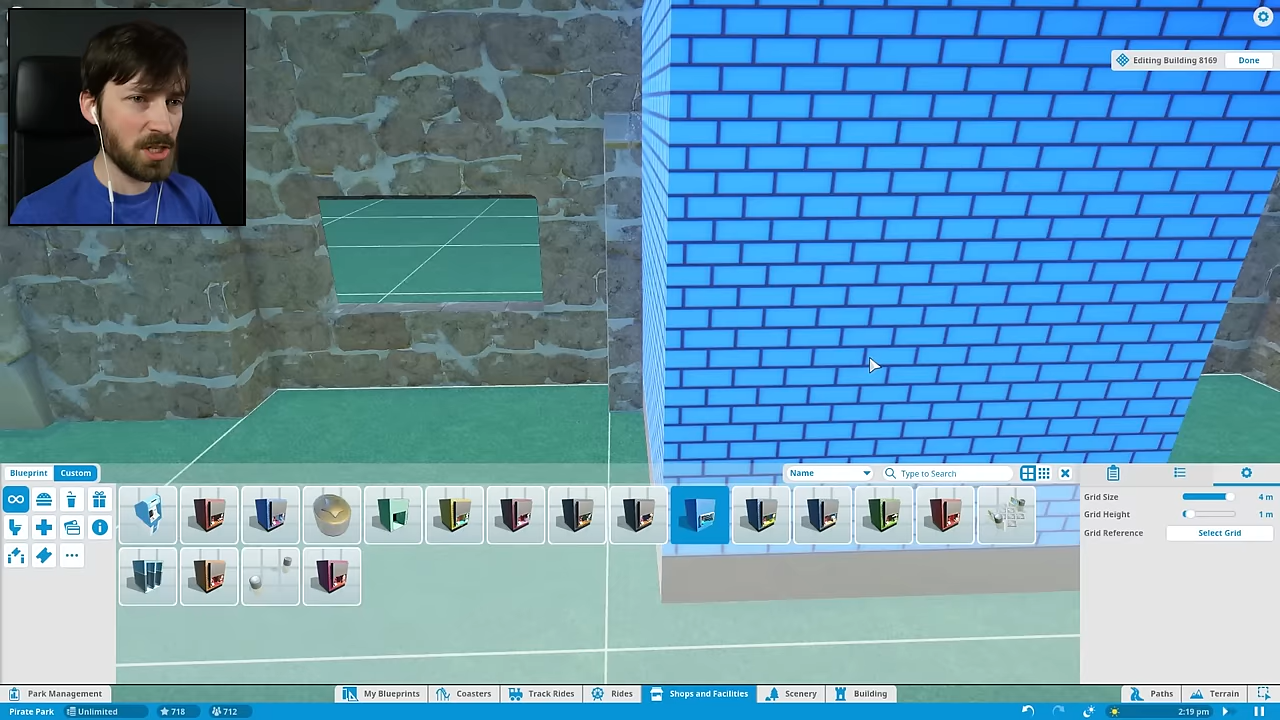 Editing Building 8169 Done
Blueprint Custom Name Type to Search
Grid Size 4 m
Grid Height 1 m
Grid Reference Select Grid
Park Management My Blueprints Coasters Track Rides Rides Shops and Facilities Scenery Building Paths Terrain
Pirate Park Unlimited 718 712 2:19 pm